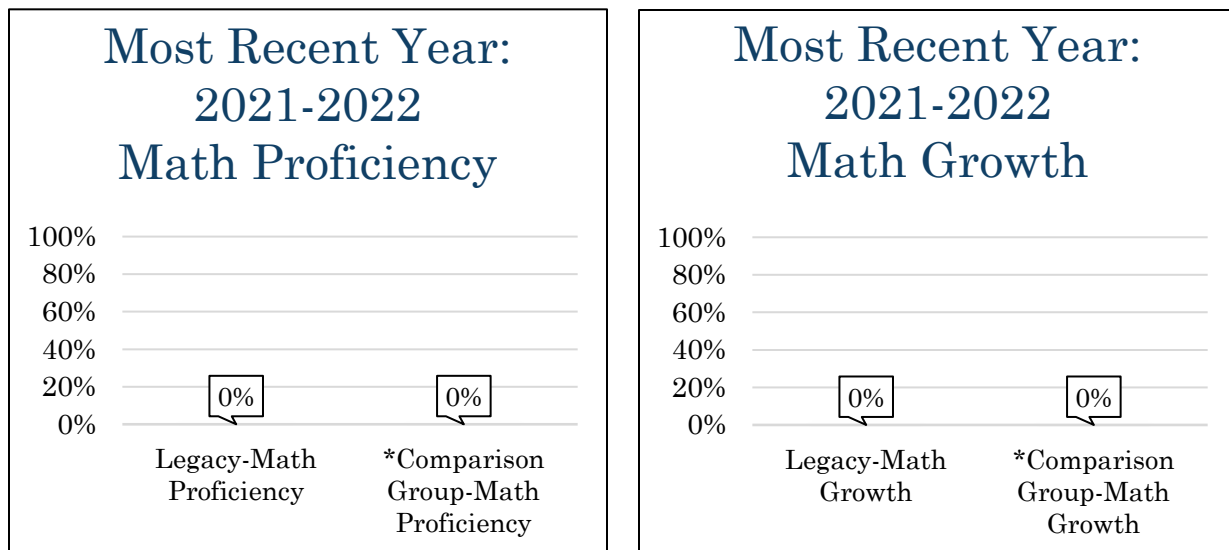 Most Recent Year:
2021-2022
Math Proficiency
100%
80%
60%
40%
20%
0%
0%
0%
Legacy-Math
Proficiency
*Comparison
Group-Math
Proficiency
Most Recent Year:
2021-2022
Math Growth
100%
80%
60%
40%
20%
0%
0%
0%
Legacy-Math
Growth
*Comparison
Group-Math
Growth